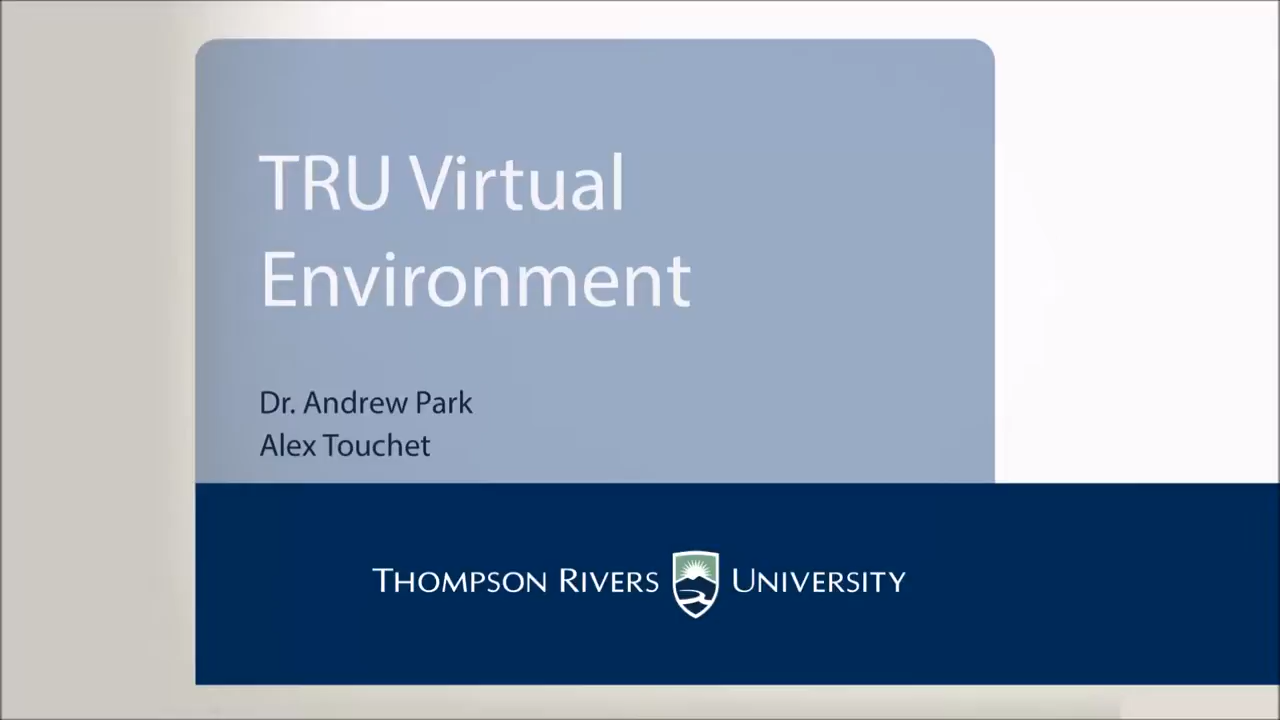 TRU Virtual
Environment
Dr. Andrew Park
Alex Touchet
THOMPSON RIVERS UNIVERSITY